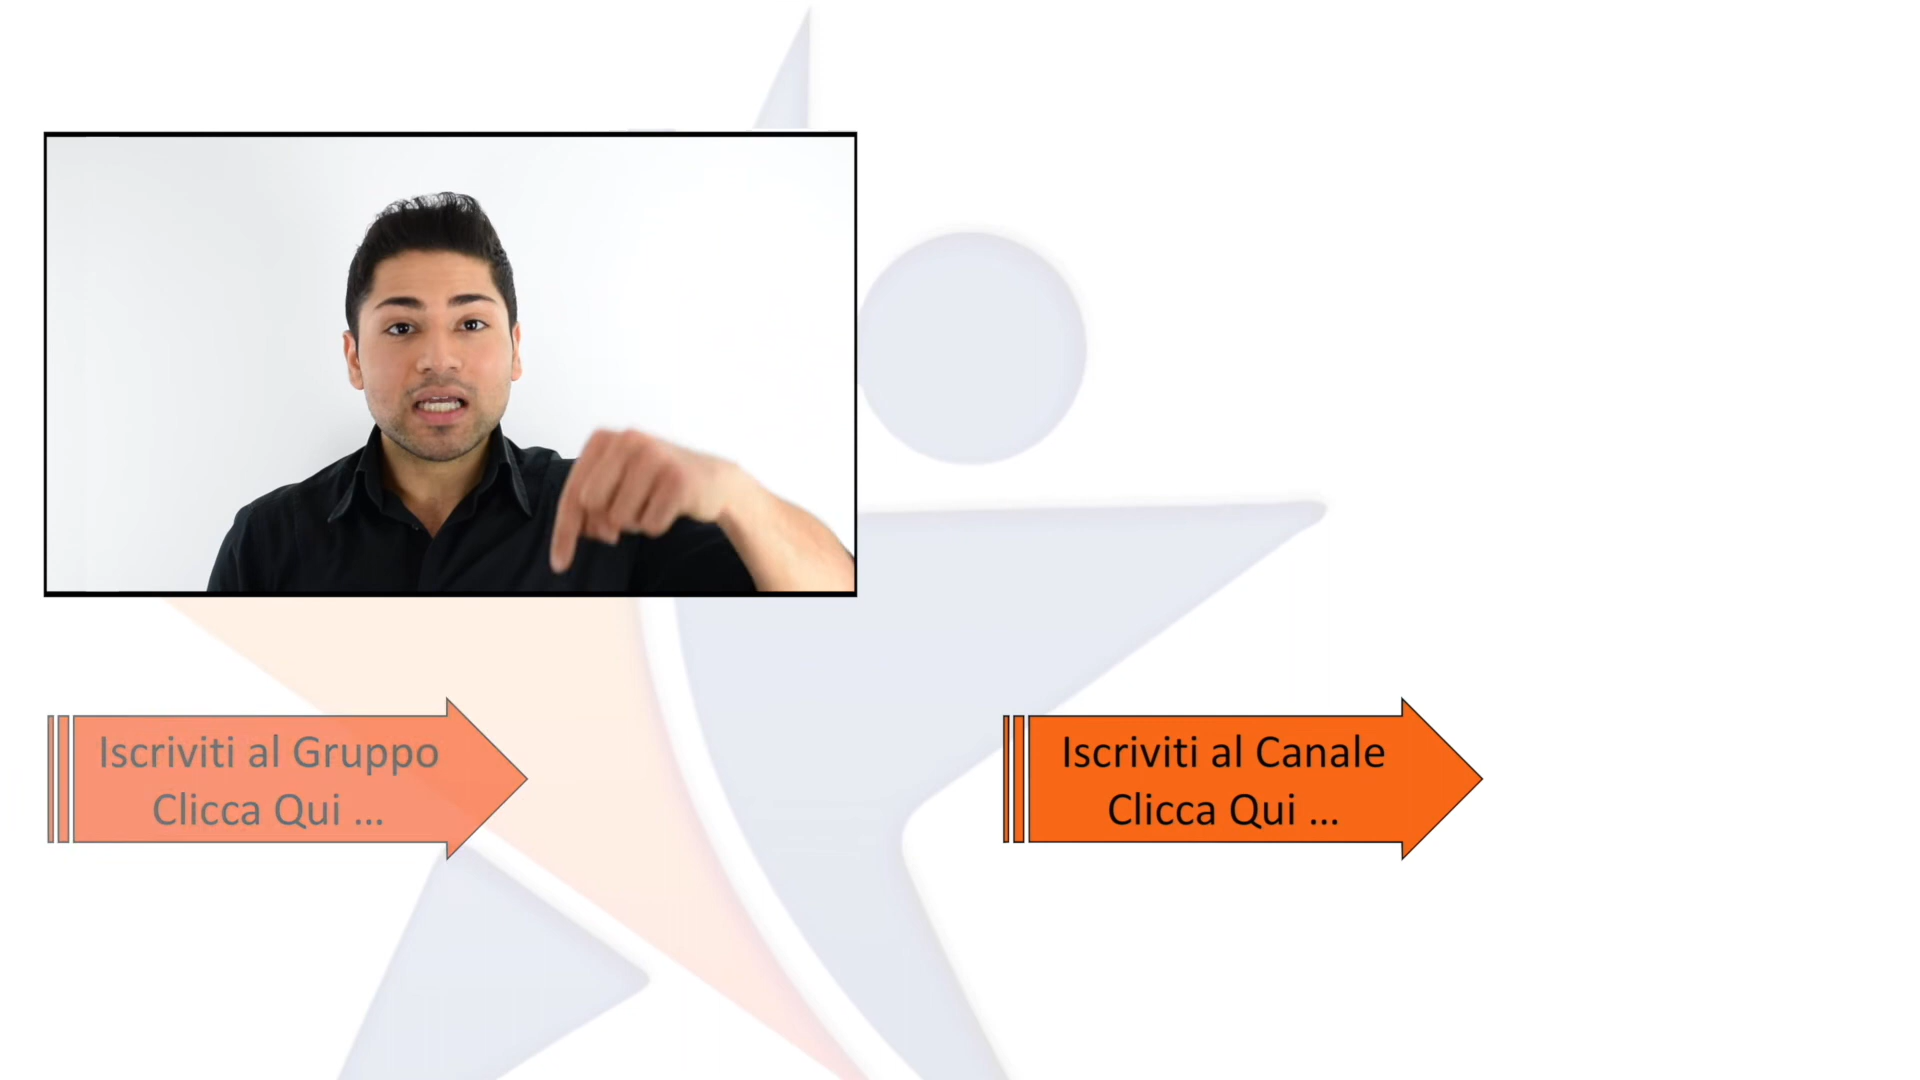 Iscriviti al Gruppo
Clicca Qui ...
Iscriviti al Canale
Clicca Qui ...